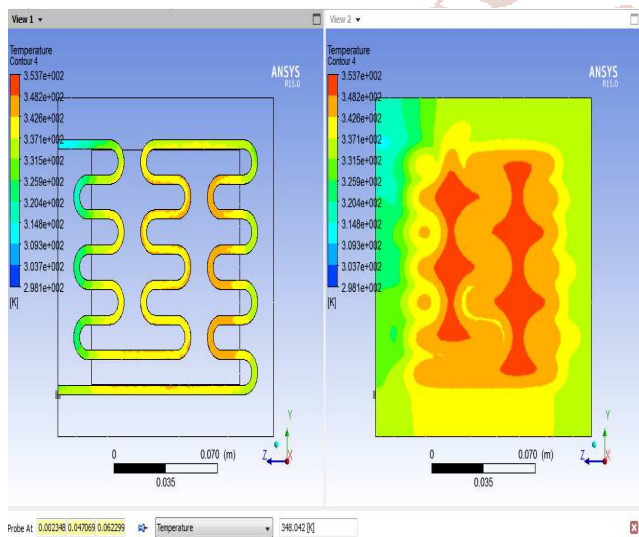 View 1
Temperature
Contour 4
3.537e+002
3.482e+002
3.426e+002
3.371e+002
3.315e+002
3.259e+002
3.204e+002
3.148e+002
3.093e+002
3.037e+002
2.981e+002
[K]
ANSYS
R15.0
0
0.070 (m)
0.035
Y
Z
X
View 2
Temperature
Contour 4
3.537e+002
3.482e+002
3.426e+002
3.371e+002
3.315e+002
3.259e+002
3.204e+002
3.148e+002
3.093e+002
3.037e+002
2.981e+002
[K]
ANSYS
R15.0
0
0.070 (m)
0.035
Y
Z
X
Probe At 0.002348 0.047069 0.062299 Temperature 348.042 [K]